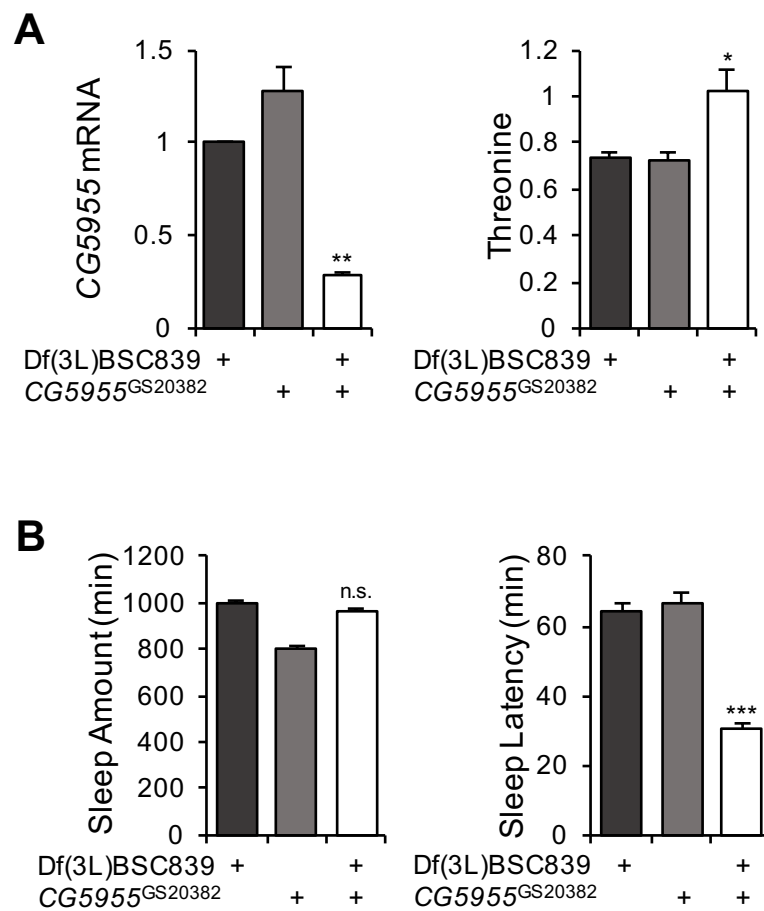 A
CG5955 mRNA
1.5
1
0.5
0
**
Df(3L)BSC839 + +
CG5955GS20382 + +
Threonine
1.2
1
0.8
0.6
0.4
0.2
0
*
Df(3L)BSC839 + +
CG5955GS20382 + +
B
Sleep Amount (min)
1200
1000
800
600
400
200
0
n.s.
Df(3L)BSC839 + +
CG5955GS20382 + +
Sleep Latency (min)
80
60
40
20
0
***
Df(3L)BSC839 + +
CG5955GS20382 + +